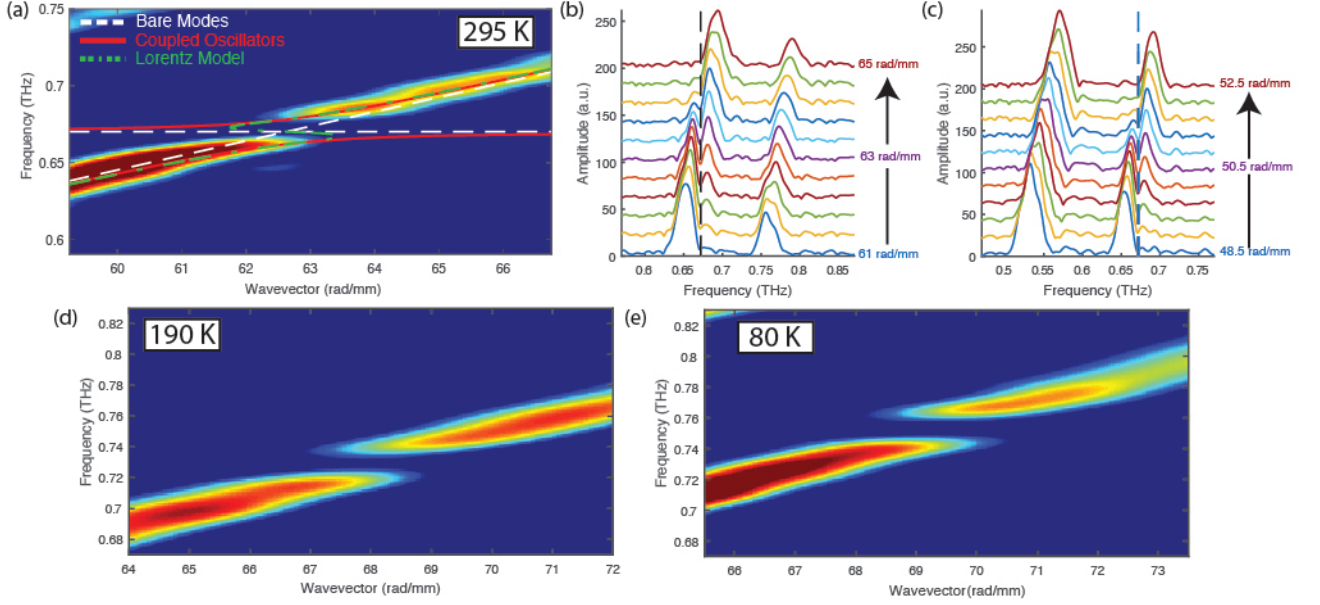 (a)
0.75
0.7
0.65
0.6
Frequency (THz)
Bare Modes
Coupled Oscillators
Lorentz Model
295 K
60
61
62
63
64
65
66
Wavevector (rad/mm)
(b)
250
200
150
100
50
0
Amplitude (a.u.)
65 rad/mm
63 rad/mm
61 rad/mm
0.6
0.65
0.7
0.75
0.8
0.85
Frequency (THz)
(c)
250
200
150
100
50
0
Amplitude (a.u.)
52.5 rad/mm
50.5 rad/mm
48.5 rad/mm
0.5
0.55
0.6
0.65
0.7
0.75
Frequency (THz)
(d)
190 K
0.82
0.8
0.78
0.76
0.74
0.72
0.7
0.68
Frequency (THz)
64
65
66
67
68
69
70
71
72
Wavevector (rad/mm)
(e)
80 K
0.82
0.8
0.78
0.76
0.74
0.72
0.7
0.68
Frequency (THz)
66
67
68
69
70
71
72
73
Wavevector(rad/mm)